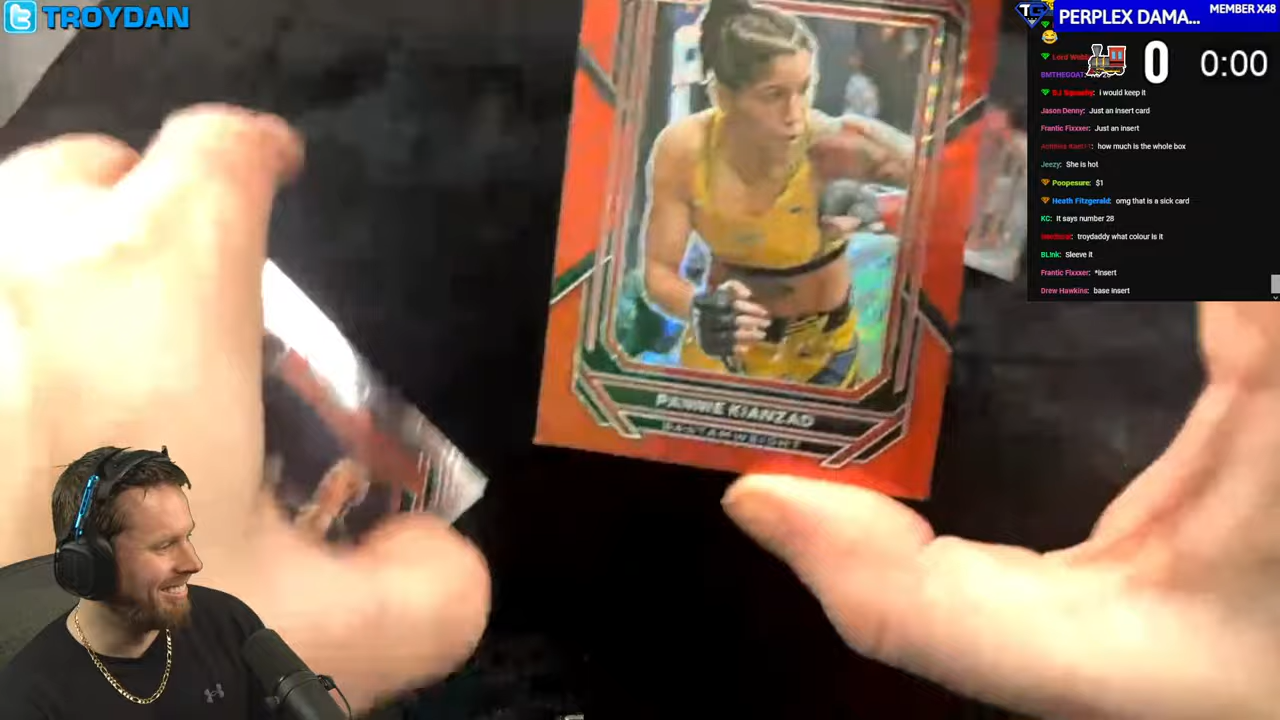 TROYDAN
TG
PERPLEX DAMA...
MEMBER X48
0
0:00
BMTHEGOAT:
i would keep it
Jason Denny: Just an insert card
Frantic Fixxxer: Just an insert
how much is the whole box
Jeezy: She is hot
Poopesure: $1
Heath Fitzgerald: omg that is a sick card
KC: It says number 28
troydaddy what colour is it
BLink: Sleeve it
Frantic Fixxxer: *insert
Drew Hawkins: base insert
PANNIE KIANZAD
BANTAMWEIGHT